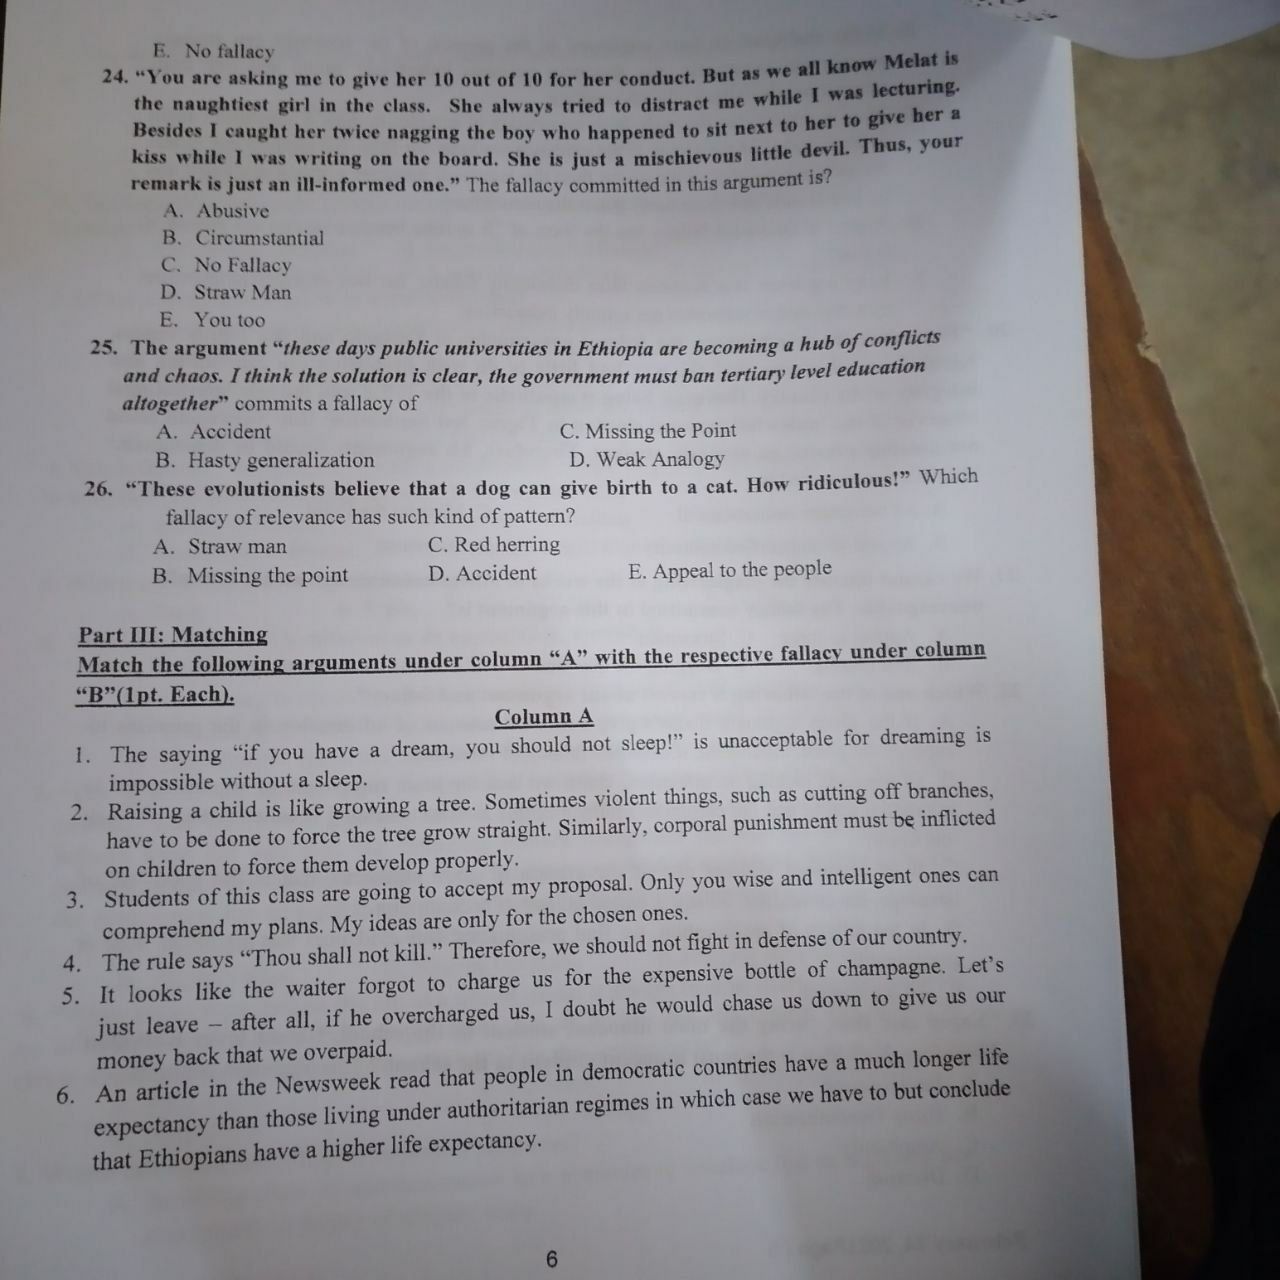 E. No fallacy
24. “You are asking me to give her 10 out of 10 for her conduct. But as we all know Melat is
the naughtiest girl in the class. She always tried to distract me while I was lecturing.
Besides I caught her twice nagging the boy who happened to sit next to her to give her a
kiss while I was writing on the board. She is just a mischievous little devil. Thus, your
remark is just an ill-informed one.” The fallacy committed in this argument is?
A. Abusive
B. Circumstantial
C. No Fallacy
D. Straw Man
E. You too
25. The argument “these days public universities in Ethiopia are becoming a hub of conflicts
and chaos. I think the solution is clear, the government must ban tertiary level education
altogether” commits a fallacy of
A. Accident C. Missing the Point
B. Hasty generalization D. Weak Analogy
26. “These evolutionists believe that a dog can give birth to a cat. How ridiculous!” Which
fallacy of relevance has such kind of pattern?
A. Straw man C. Red herring
B. Missing the point D. Accident E. Appeal to the people
Part III: Matching
Match the following arguments under column “A” with the respective fallacy under column
“B”(1pt. Each).
Column A
1. The saying “if you have a dream, you should not sleep!” is unacceptable for dreaming is
impossible without a sleep.
2. Raising a child is like growing a tree. Sometimes violent things, such as cutting off branches,
have to be done to force the tree grow straight. Similarly, corporal punishment must be inflicted
on children to force them develop properly.
3. Students of this class are going to accept my proposal. Only you wise and intelligent ones can
comprehend my plans. My ideas are only for the chosen ones.
4. The rule says “Thou shall not kill.” Therefore, we should not fight in defense of our country.
5. It looks like the waiter forgot to charge us for the expensive bottle of champagne. Let’s
just leave – after all, if he overcharged us, I doubt he would chase us down to give us our
money back that we overpaid.
6. An article in the Newsweek read that people in democratic countries have a much longer life
expectancy than those living under authoritarian regimes in which case we have to but conclude
that Ethiopians have a higher life expectancy.
6